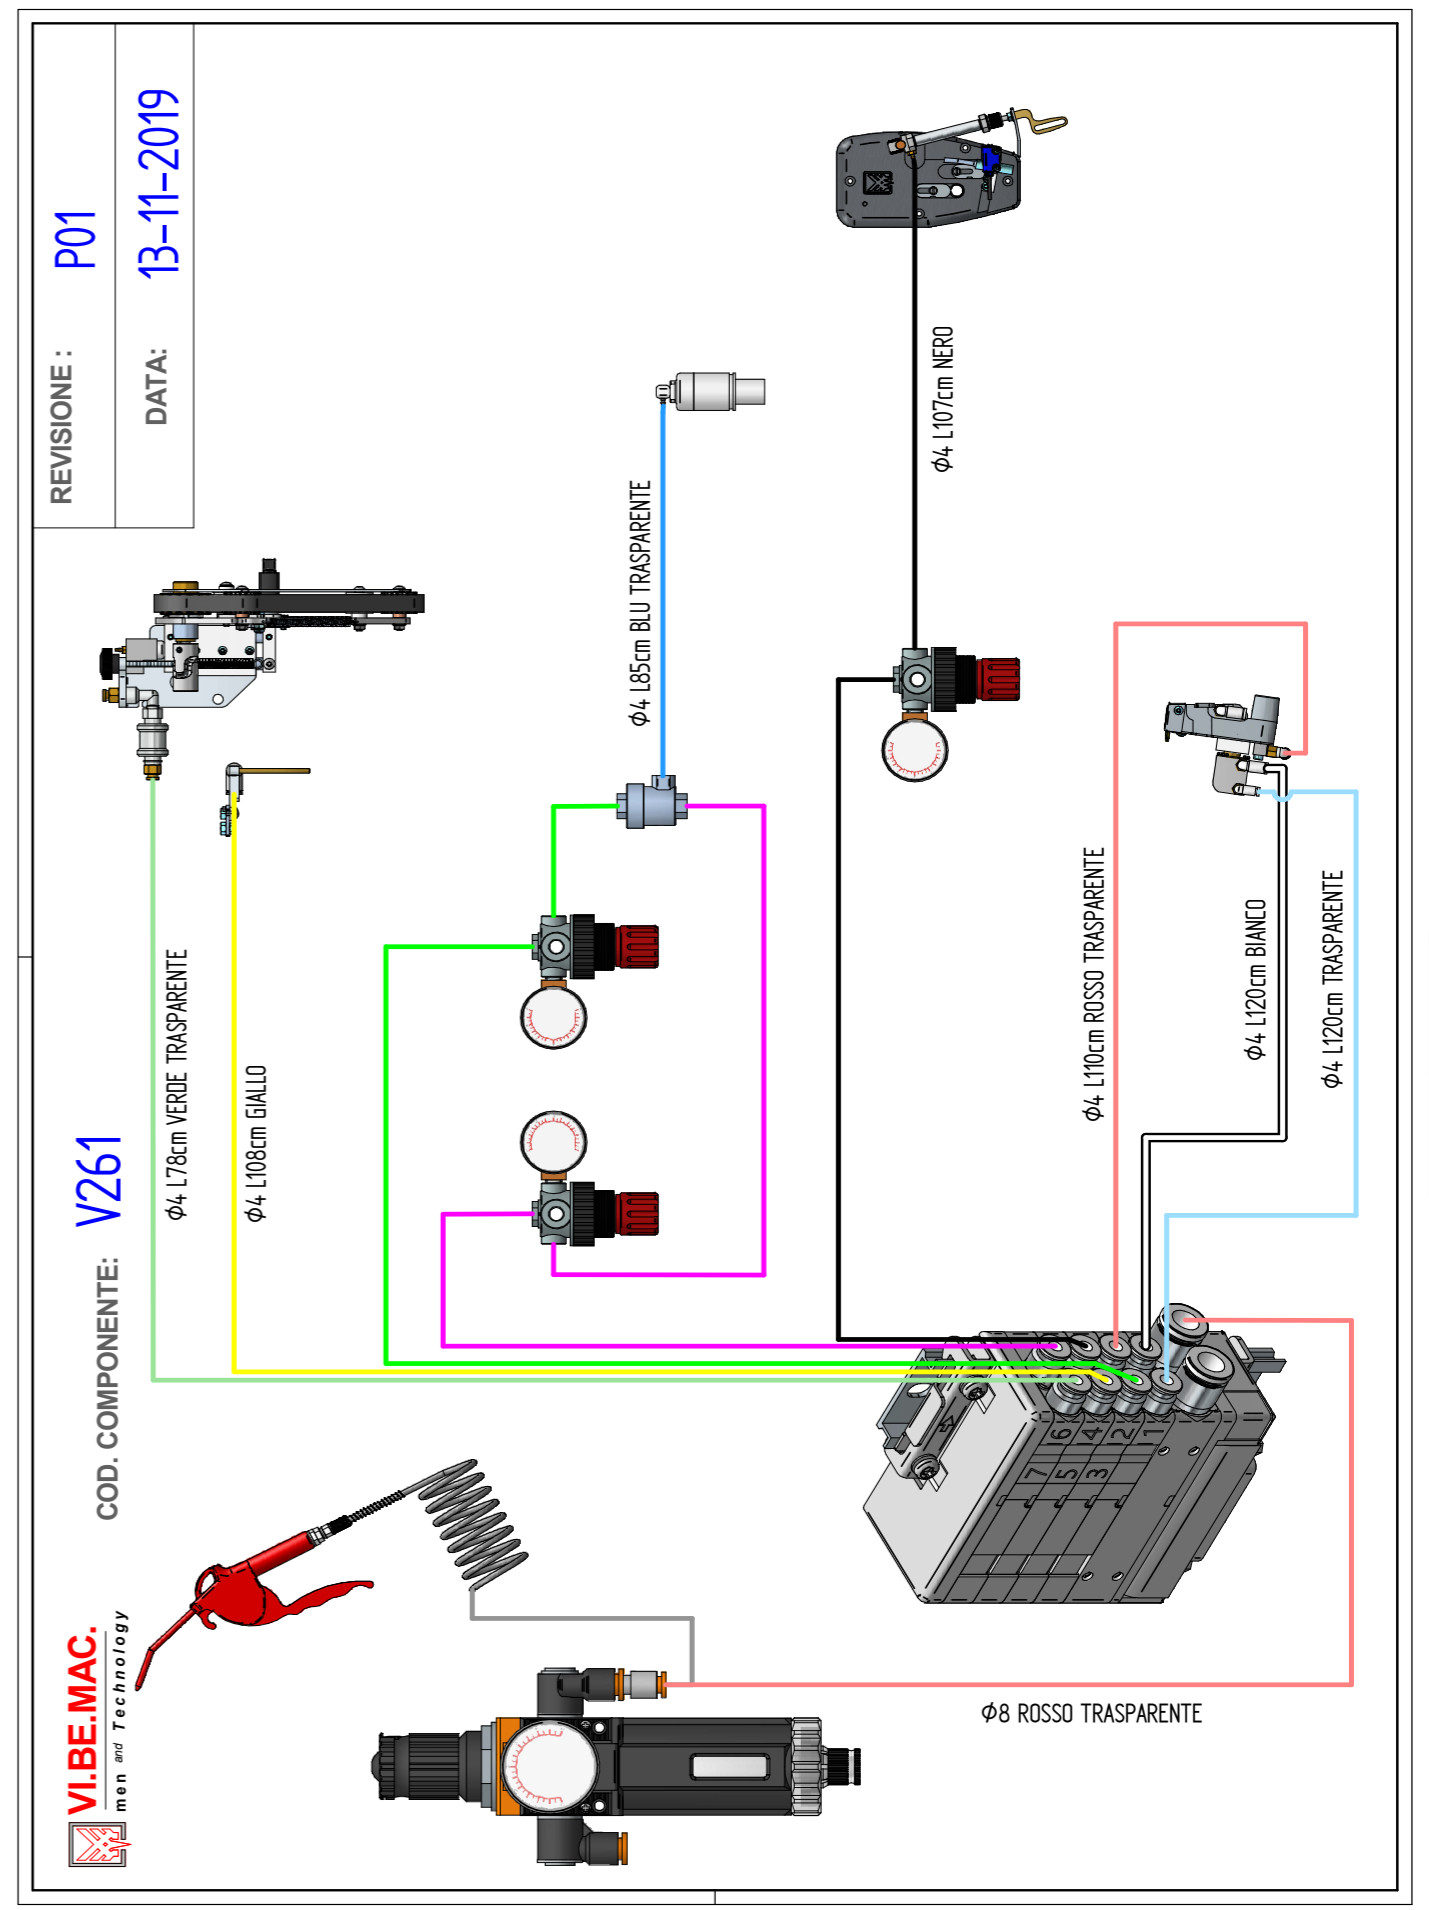 VI.BE.MAC.
men and Technology
COD. COMPONENTE: V261
REVISIONE : P01
DATA: 13-11-2019
Φ4 L78cm VERDE TRASPARENTE
Φ4 L108cm GIALLO
Φ4 L85cm BLU TRASPARENTE
Φ4 L107cm NERO
Φ4 L110cm ROSSO TRASPARENTE
Φ4 L120cm BIANCO
Φ4 L120cm TRASPARENTE
Φ8 ROSSO TRASPARENTE
7 6
5 4
3 2
1